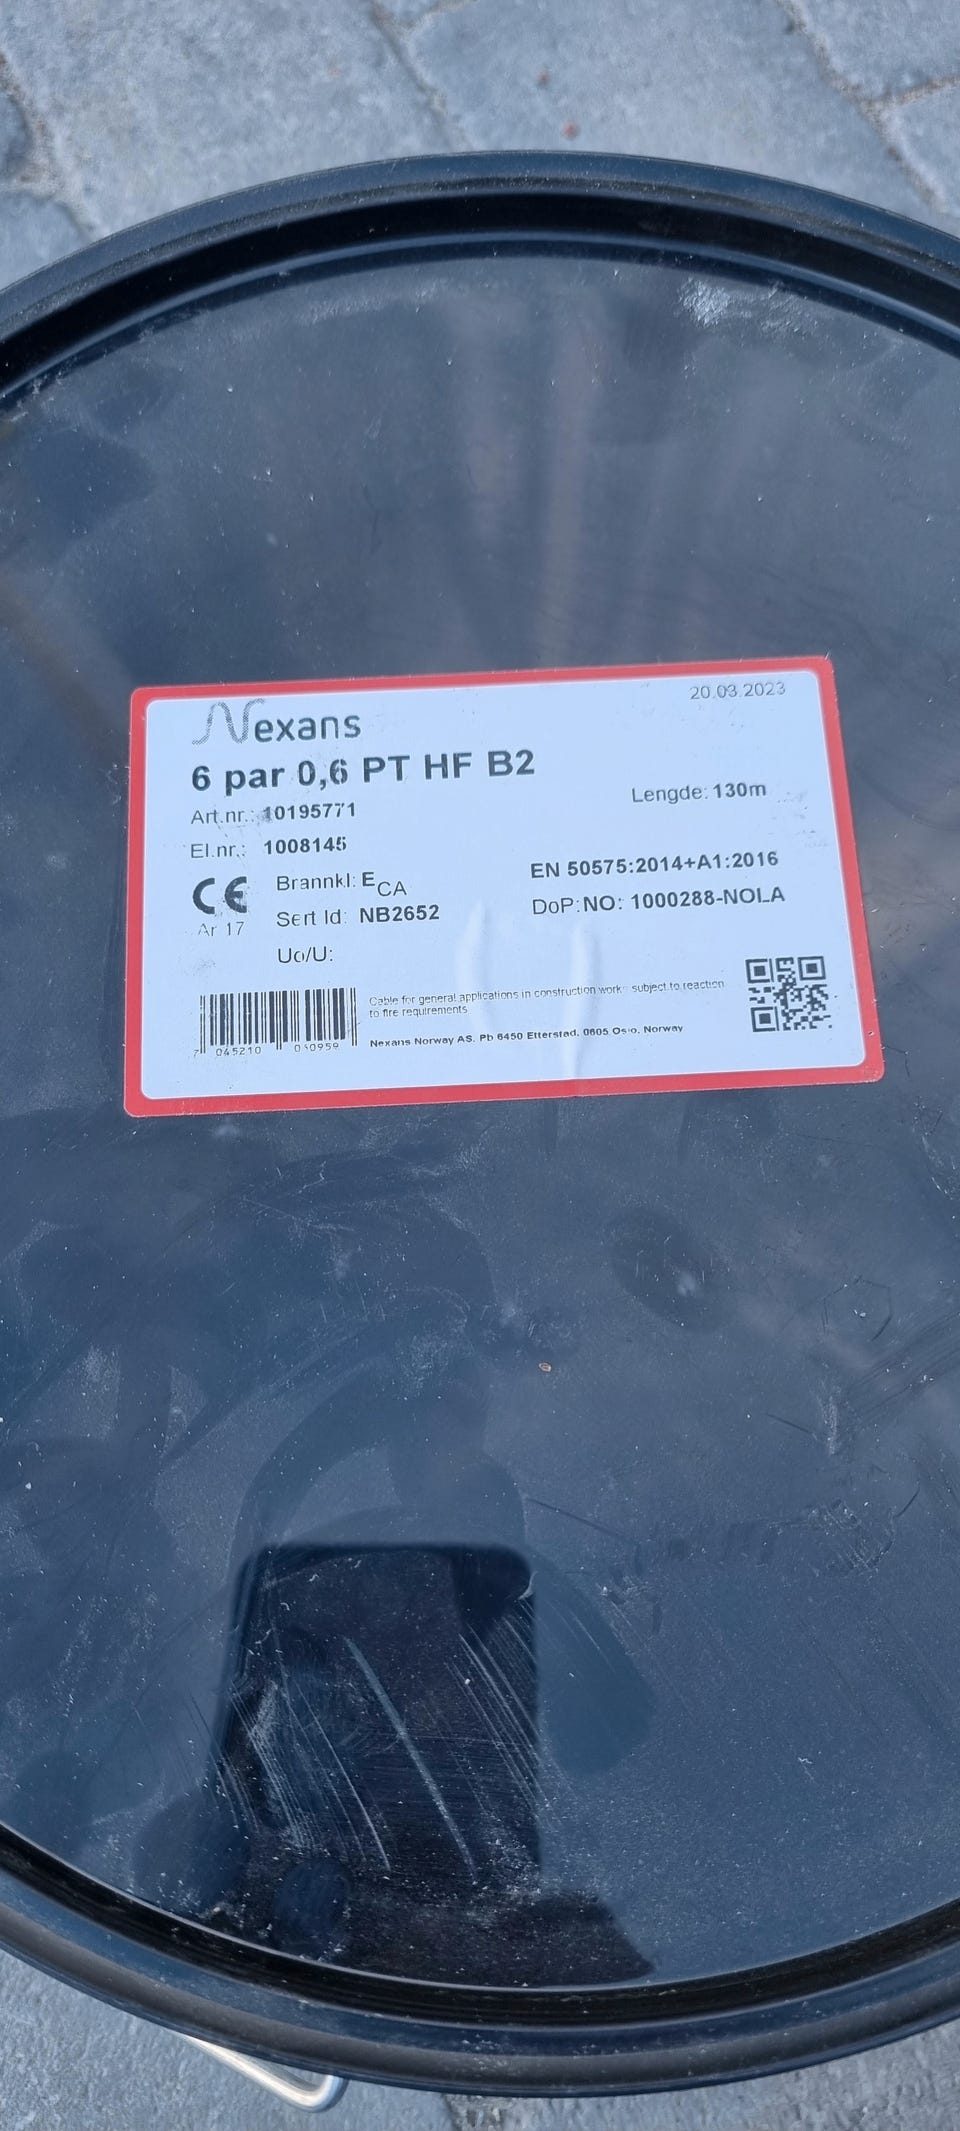 20.03.2023
Nexans
6 par 0,6 PT HF B2
Art.nr.: 10195771
Lengde: 130m
El.nr.: 1008145
CE
Brannkl: ECA
EN 50575:2014+A1:2016
Ar 17
Sert Id: NB2652
DoP: NO: 1000288-NOLA
Uo/U:
Cable for general applications in construction works subject to reaction
to fire requirements
Nexans Norway AS. Pb 6450 Etterstad. 0605 Oslo. Norway
7 045210